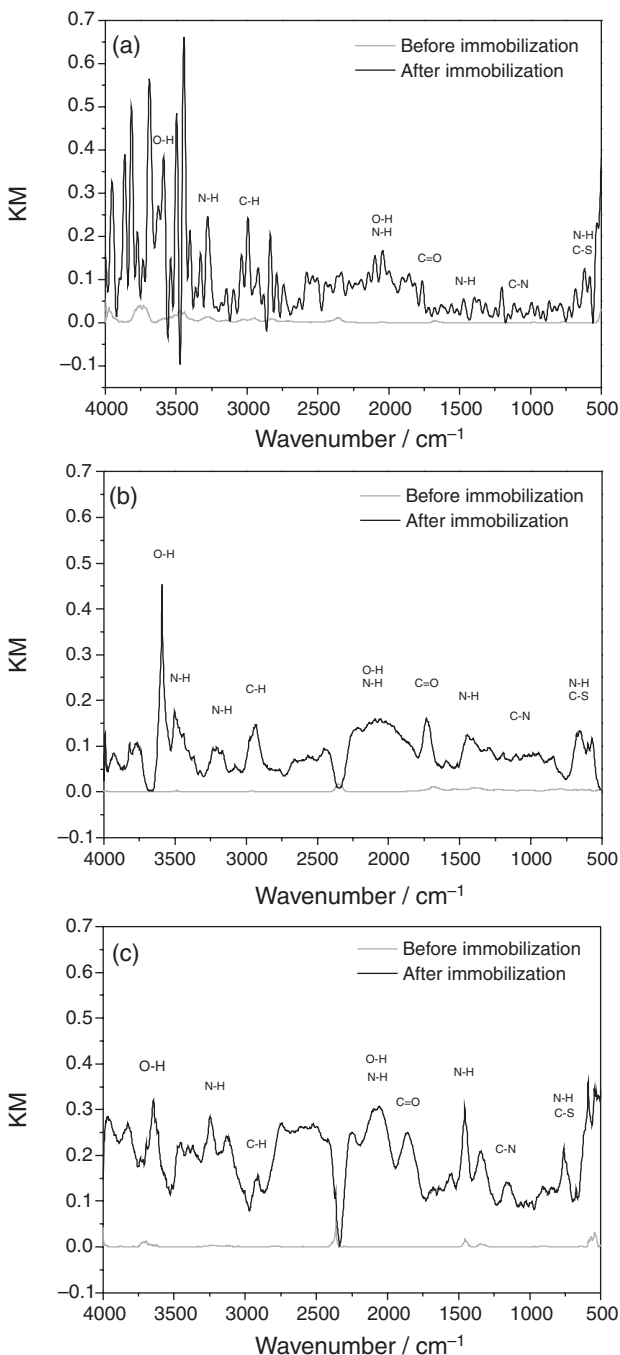 (a)
Before immobilization
After immobilization
0.7
0.6
0.5
0.4
0.3
0.2
0.1
0.0
–0.1
KM
O-H
N-H
C-H
O-H
N-H
C=O
N-H
C-N
N-H
C-S
4000 3500 3000 2500 2000 1500 1000 500
Wavenumber / cm⁻¹
(b)
Before immobilization
After immobilization
0.7
0.6
0.5
0.4
0.3
0.2
0.1
0.0
–0.1
KM
O-H
N-H
N-H
C-H
O-H
N-H
C=O
N-H
C-N
N-H
C-S
4000 3500 3000 2500 2000 1500 1000 500
Wavenumber / cm⁻¹
(c)
Before immobilization
After immobilization
0.7
0.6
0.5
0.4
0.3
0.2
0.1
0.0
–0.1
KM
O-H
N-H
C-H
O-H
N-H
C=O
N-H
C-N
N-H
C-S
4000 3500 3000 2500 2000 1500 1000 500
Wavenumber / cm⁻¹